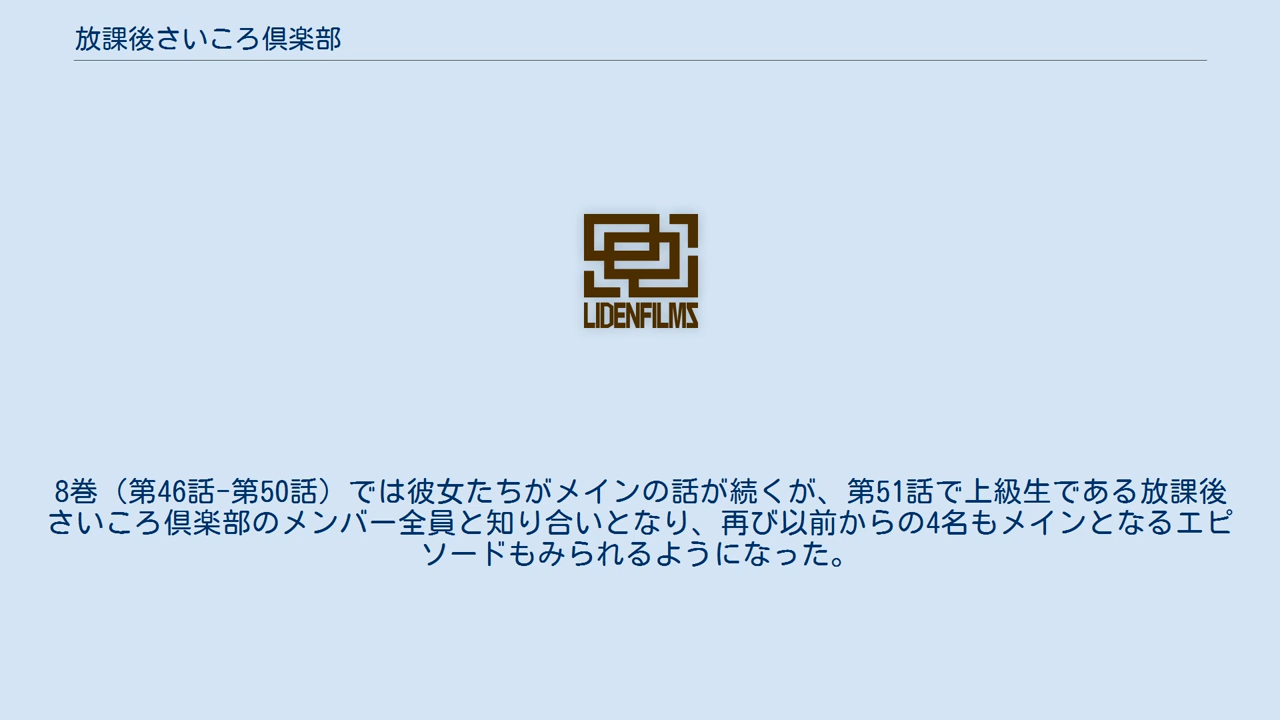 放課後さいころ倶楽部
LIDENFILMS
8巻（第46話-第50話）では彼女たちがメインの話が続くが、第51話で上級生である放課後
さいころ倶楽部のメンバー全員と知り合いとなり、再び以前からの4名もメインとなるエピ
ソードもみられるようになった。